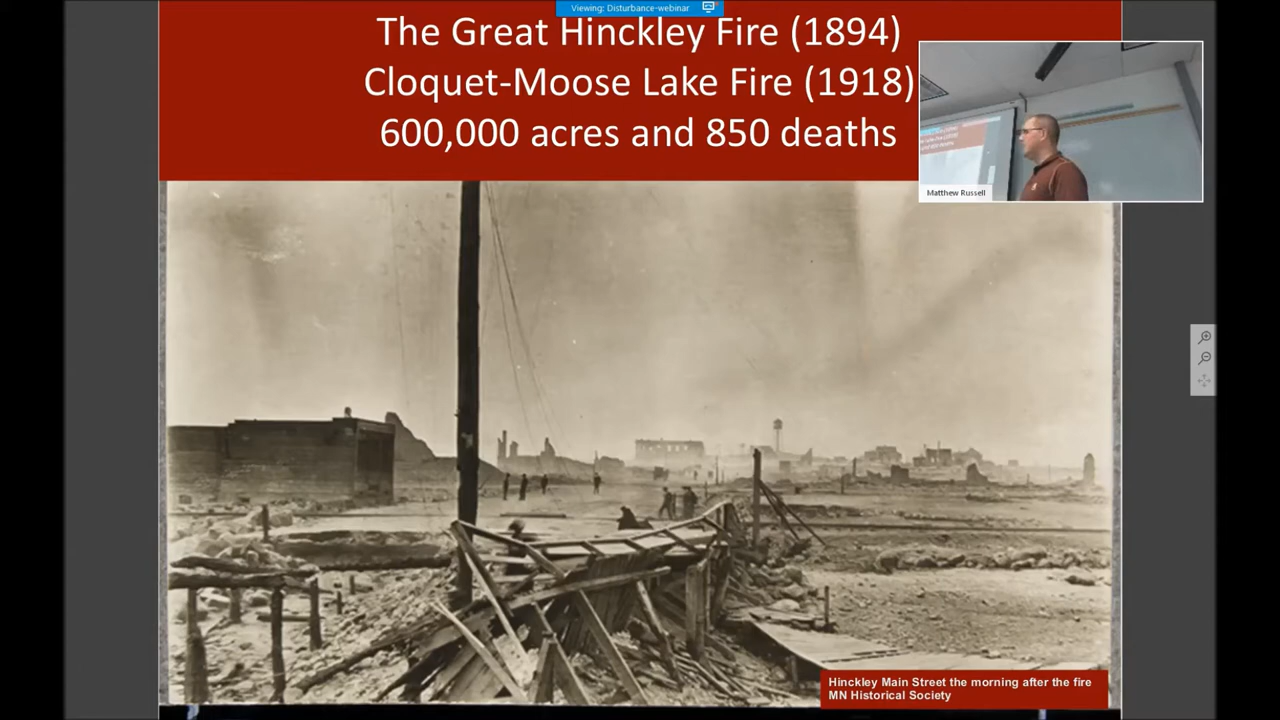 Viewing: Disturbance-webinar
The Great Hinckley Fire (1894)
Cloquet-Moose Lake Fire (1918)
600,000 acres and 850 deaths
Matthew Russell
Hinckley Main Street the morning after the fire
MN Historical Society